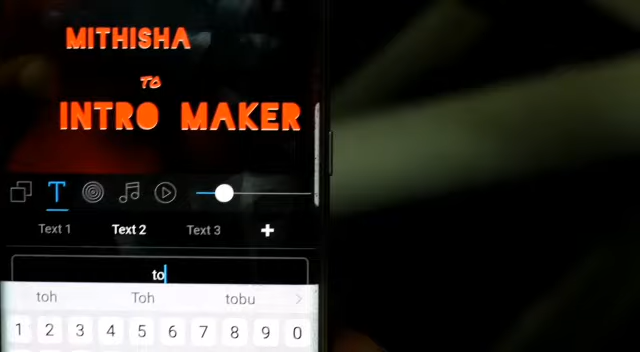 MITHISHA
TO
INTRO MAKER
Text 1 Text 2 Text 3 +
to
toh Toh tobu
1 2 3 4 5 6 7 8 9 0